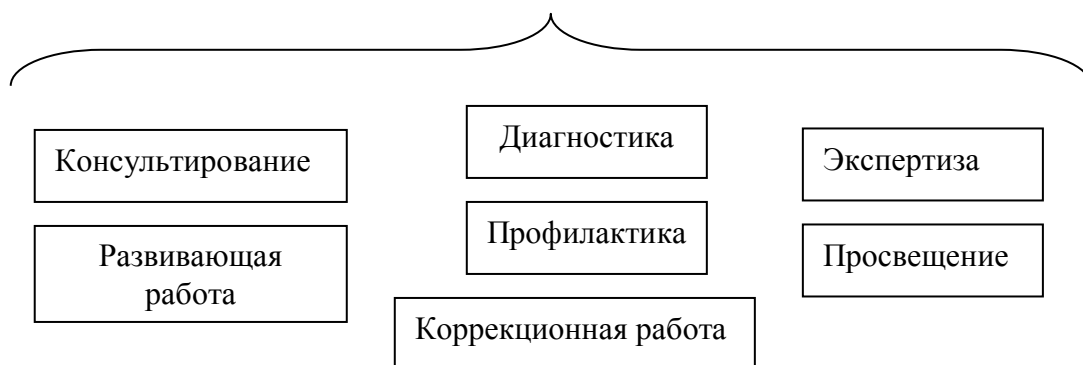 Консультирование
Развивающая
работа
Диагностика
Профилактика
Коррекционная работа
Экспертиза
Просвещение